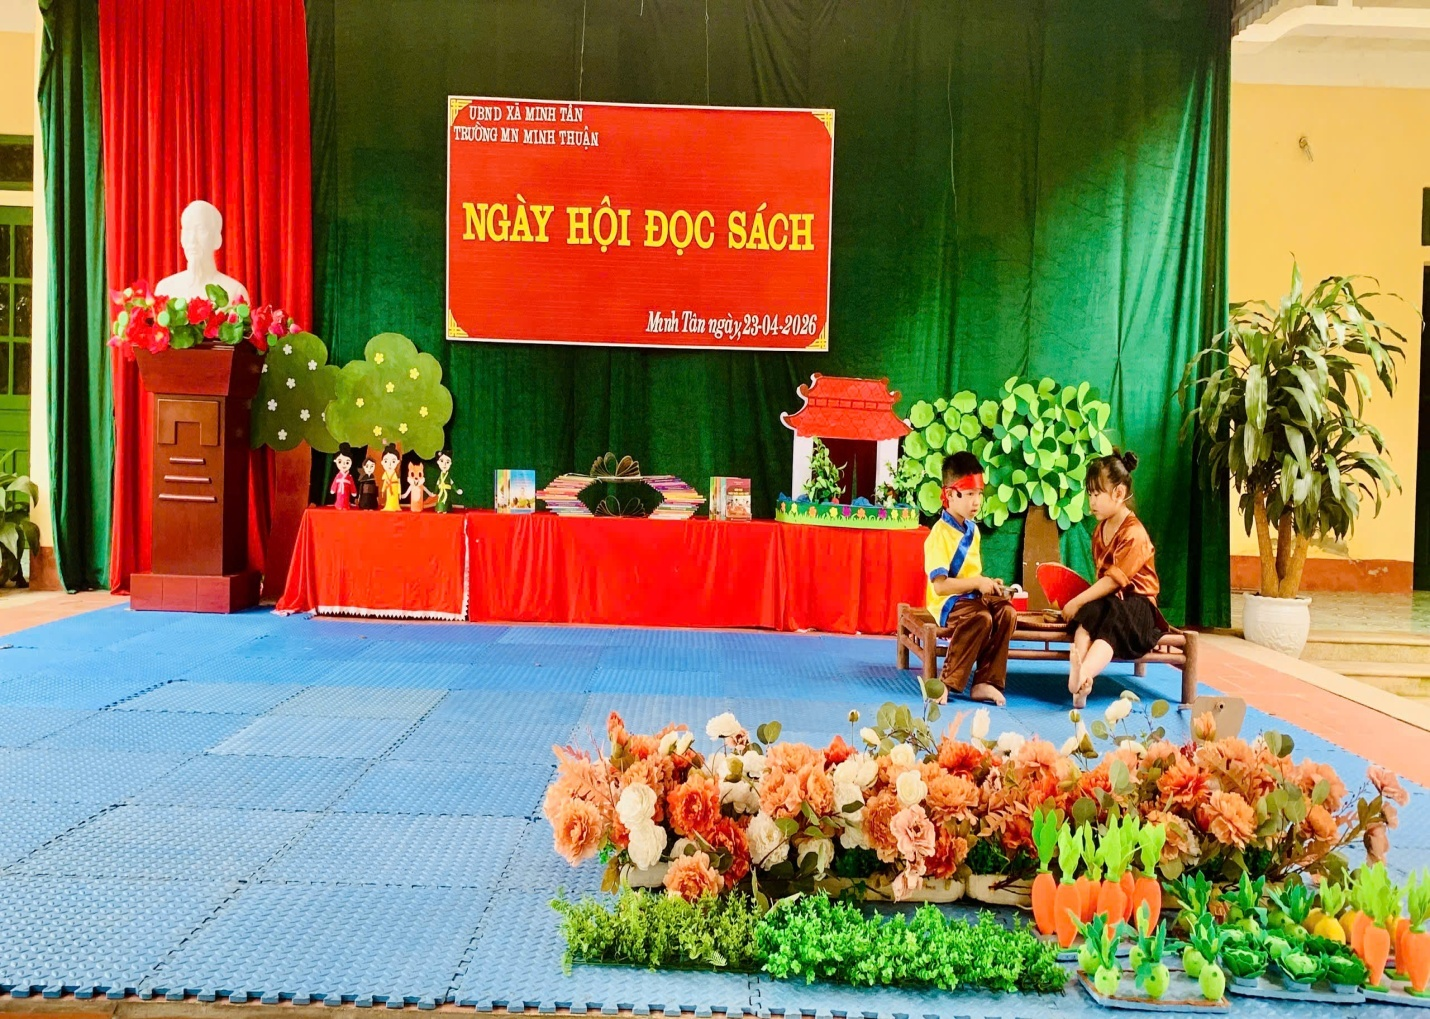 UBND XÃ MINH TÂN
TRƯỜNG MN MINH THUẬN
NGÀY HỘI ĐỌC SÁCH
Minh Tân ngày, 23-04-2026